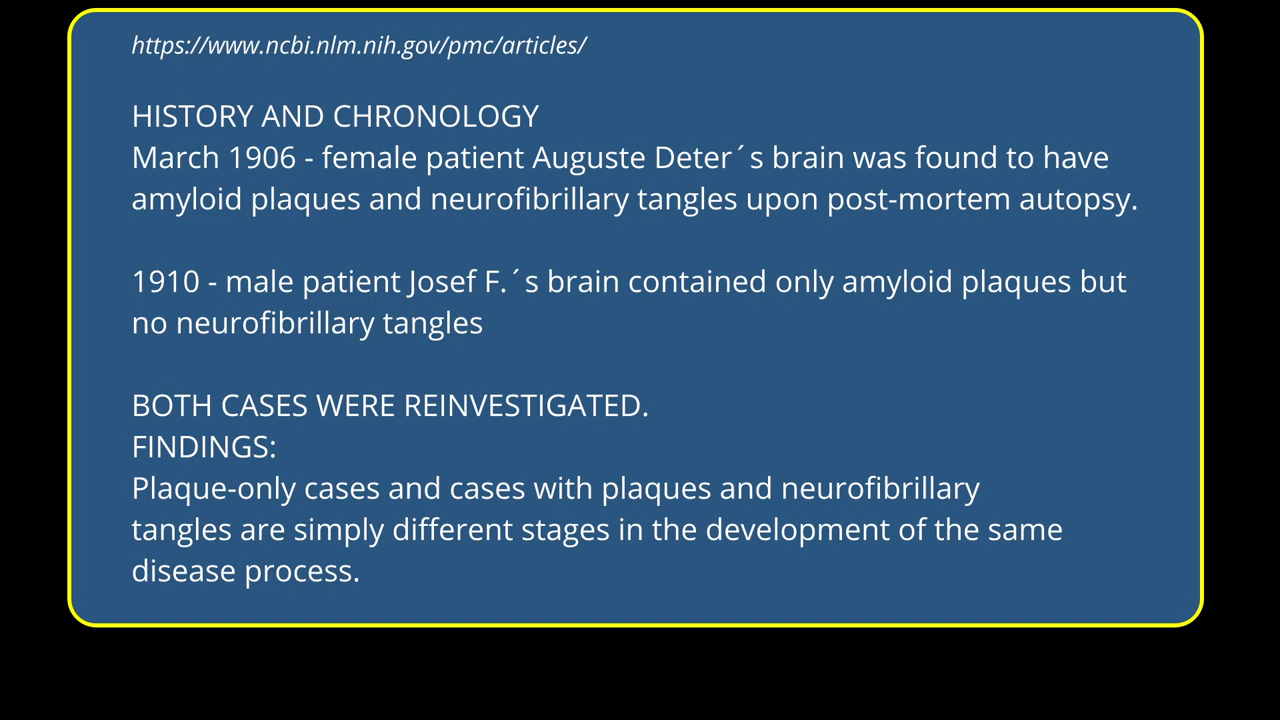 https://www.ncbi.nlm.nih.gov/pmc/articles/
HISTORY AND CHRONOLOGY
March 1906 - female patient Auguste Deter´s brain was found to have
amyloid plaques and neurofibrillary tangles upon post-mortem autopsy.
1910 - male patient Josef F.´s brain contained only amyloid plaques but
no neurofibrillary tangles
BOTH CASES WERE REINVESTIGATED.
FINDINGS:
Plaque-only cases and cases with plaques and neurofibrillary
tangles are simply different stages in the development of the same
disease process.